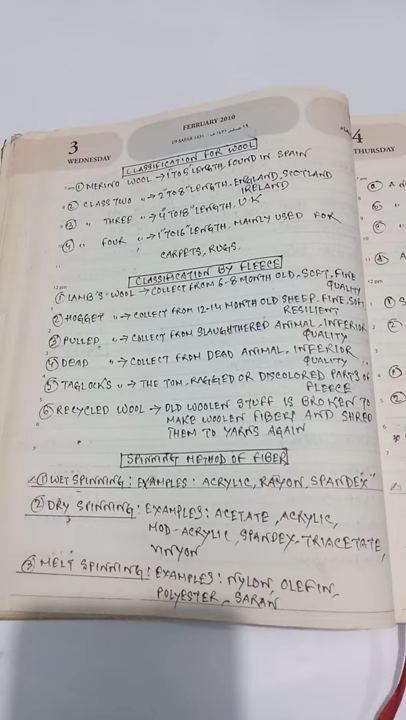 3
WEDNESDAY
FEBRUARY 2010
19 SAFAR 1431
CLASSIFICATION FOR WOOL
① MERINO WOOL → 1" TO 5" LENGTH, FOUND IN SPAIN
② CLASS TWO " → 2" TO 8" LENGTH - ENGLAND, SCOTLAND
IRELAND
③ " THREE " → 4" TO 18" LENGTH, U.K
④ " FOUR " → 1" TO 16" LENGTH, MAINLY USED FOR
CARPETS, RUGS.
CLASSIFICATION BY FLEECE
① LAMB'S WOOL → COLLECT FROM 6-8 MONTH OLD, SOFT, FINE
QUALITY
② HOGGET " → COLLECT FROM 12-14 MONTH OLD SHEEP. FINE, SOFT,
RESILIENT
③ PULLED " → COLLECT FROM SLAUGHTHERED ANIMAL, INFERIOR
QUALITY
④ DEAD " → COLLECT FROM DEAD ANIMAL, INFERIOR
QUALITY
⑤ TAGLOCK'S " → THE TORN, RAGGED OR DISCOLORED PARTS OF
FLEECE
⑥ RECYCLED WOOL → OLD WOOLEN STUFF IS BROKEN TO
MAKE WOOLEN FIBERS AND SHRED
THEM TO YARNS AGAIN
SPINNING METHOD OF FIBER
① WET SPINNING: EXAMPLES: ACRYLIC, RAYON, SPANDEX
② DRY SPINNING: EXAMPLES: ACETATE, ACRYLIC,
MOD-ACRYLIC, SPANDEX, TRIACETATE,
VINYON
③ MELT SPINNING: EXAMPLES: NYLON, OLEFIN,
POLYESTER, SARAN
4
THURSDAY